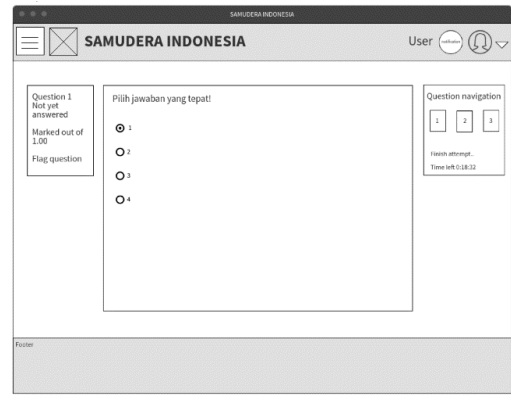 SAMUDERA INDONESIA
SAMUDERA INDONESIA
User
notification
Question 1
Not yet
answered
Marked out of
1.00
Flag question
Pilih jawaban yang tepat!
1
2
3
4
Question navigation
1 2 3
Finish attempt..
Time left 0:18:32
Footer